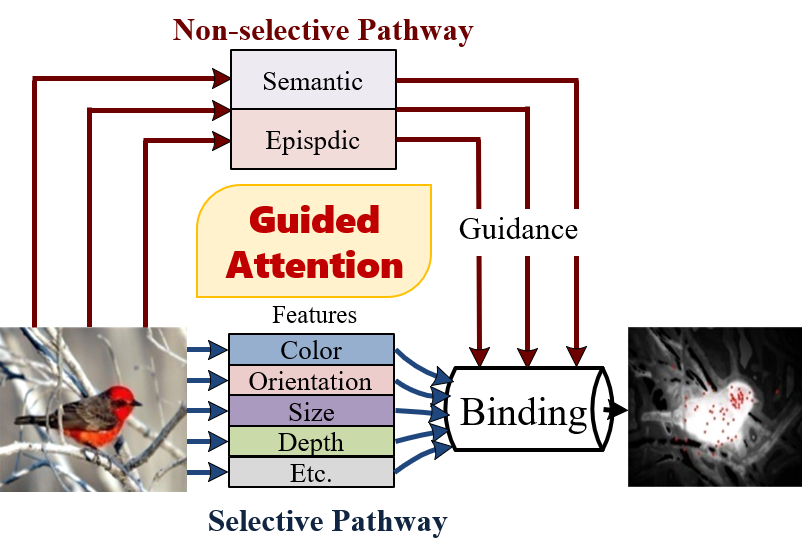 Non-selective Pathway
Semantic
Epispdic
Guided
Attention
Guidance
Features
Color
Orientation
Size
Depth
Etc.
Binding
Selective Pathway